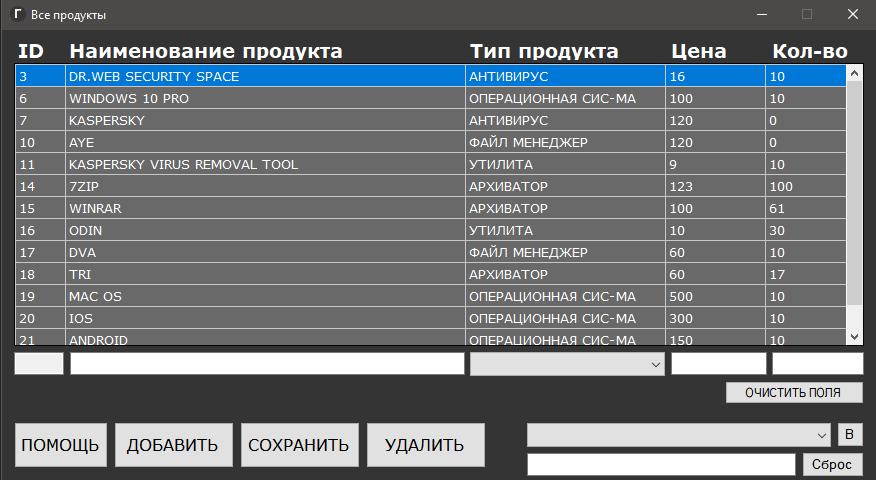 Г Все продукты
ID Наименование продукта Тип продукта Цена Кол-во
3 DR.WEB SECURITY SPACE АНТИВИРУС 16 10
6 WINDOWS 10 PRO ОПЕРАЦИОННАЯ СИС-МА 100 10
7 KASPERSKY АНТИВИРУС 120 0
10 AYE ФАЙЛ МЕНЕДЖЕР 120 0
11 KASPERSKY VIRUS REMOVAL TOOL УТИЛИТА 9 10
14 7ZIP АРХИВАТОР 123 100
15 WINRAR АРХИВАТОР 100 61
16 ODIN УТИЛИТА 10 30
17 DVA ФАЙЛ МЕНЕДЖЕР 60 10
18 TRI АРХИВАТОР 60 17
19 MAC OS ОПЕРАЦИОННАЯ СИС-МА 500 10
20 IOS ОПЕРАЦИОННАЯ СИС-МА 300 10
21 ANDROID ОПЕРАЦИОННАЯ СИС-МА 150 10
ОЧИСТИТЬ ПОЛЯ
ПОМОЩЬ ДОБАВИТЬ СОХРАНИТЬ УДАЛИТЬ В
Сброс